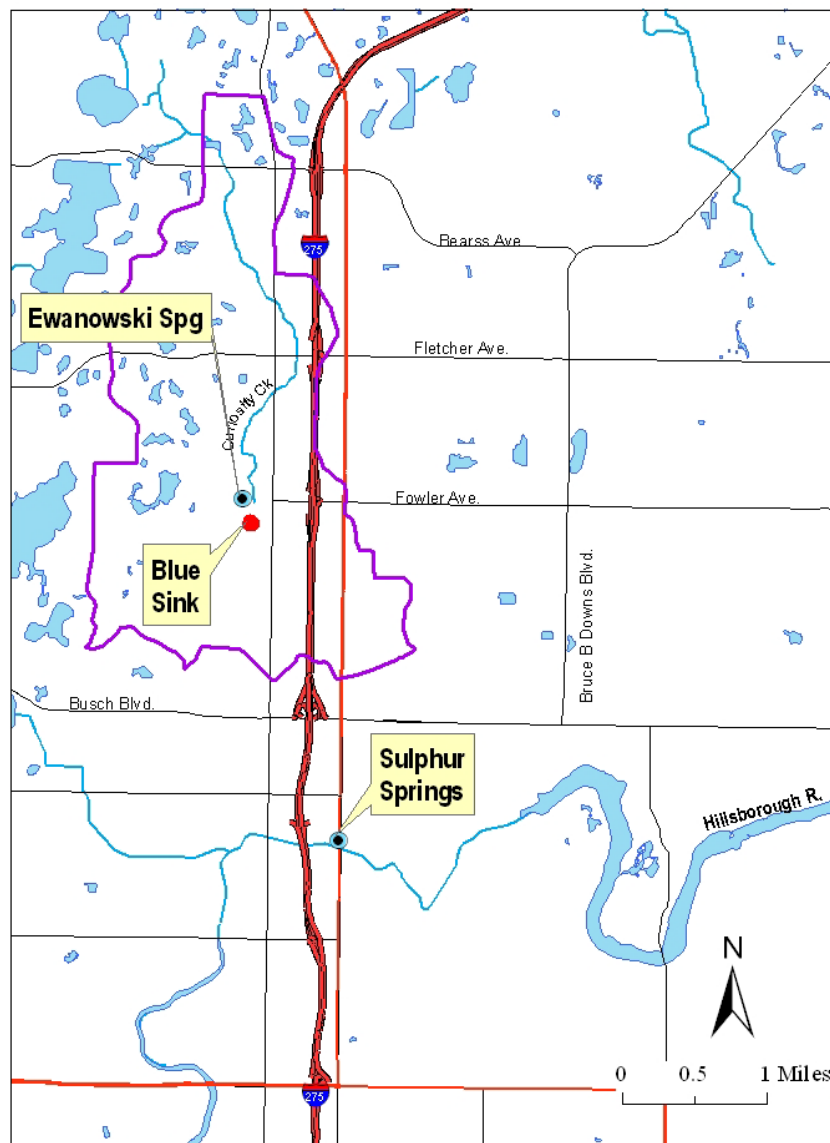 Bearss Ave.
275
Ewanowski Spg
Fletcher Ave.
Curiosity Ck
Fowler Ave.
Blue
Sink
Bruce B Downs Blvd.
Busch Blvd.
Sulphur
Springs
Hillsborough R.
N
0 0.5 1 Miles
275